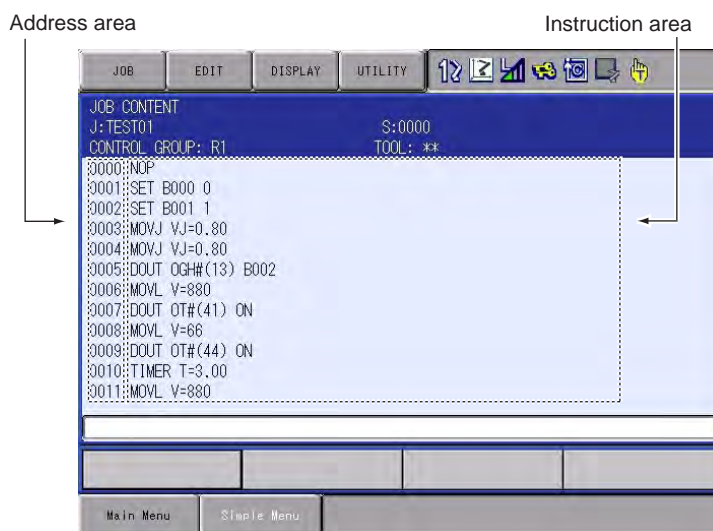 Address area
Instruction area
JOB EDIT DISPLAY UTILITY
JOB CONTENT
J:TEST01 S:0000
CONTROL GROUP: R1 TOOL: **
0000 NOP
0001 SET B000 0
0002 SET B001 1
0003 MOVJ VJ=0.80
0004 MOVJ VJ=0.80
0005 DOUT OGH#(13) B002
0006 MOVL V=880
0007 DOUT OT#(41) ON
0008 MOVL V=66
0009 DOUT OT#(44) ON
0010 TIMER T=3.00
0011 MOVL V=880
Main Menu Simple Menu